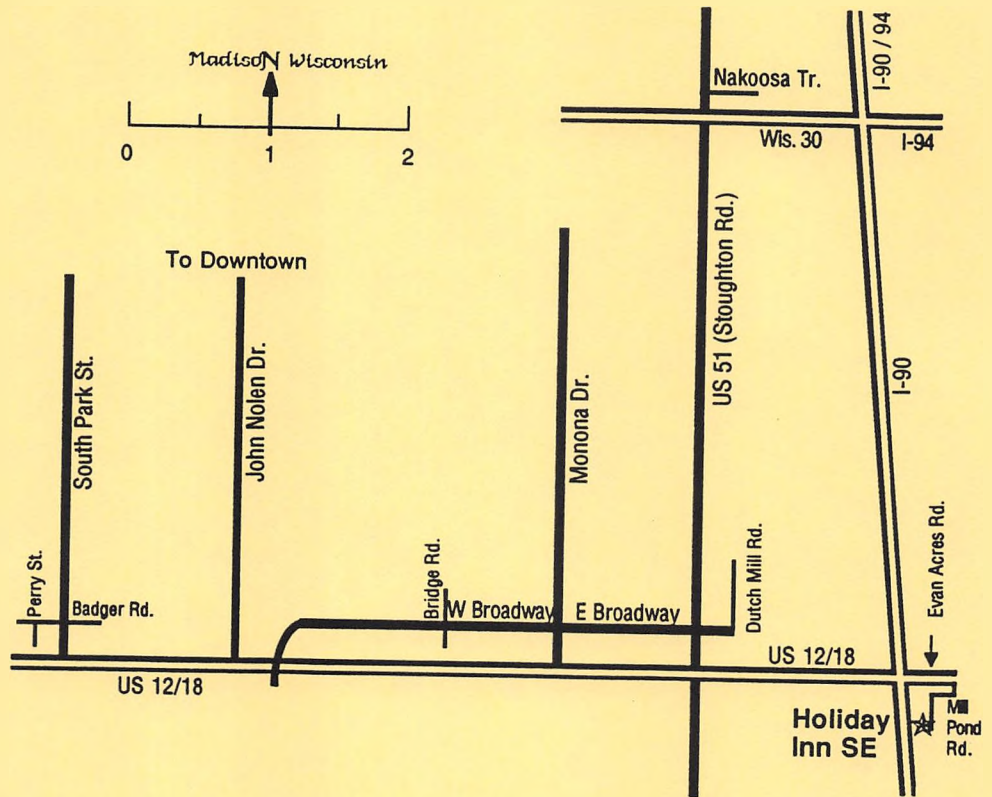 Madison Wisconsin
N
0 1 2
I-90 / 94
Nakoosa Tr.
Wis. 30
I-94
To Downtown
South Park St.
John Nolen Dr.
Monona Dr.
US 51 (Stoughton Rd.)
I-90
Perry St.
Badger Rd.
Bridge Rd.
W Broadway
E Broadway
Dutch Mill Rd.
Evan Acres Rd.
US 12/18
US 12/18
Holiday
Inn SE
Mill
Pond
Rd.